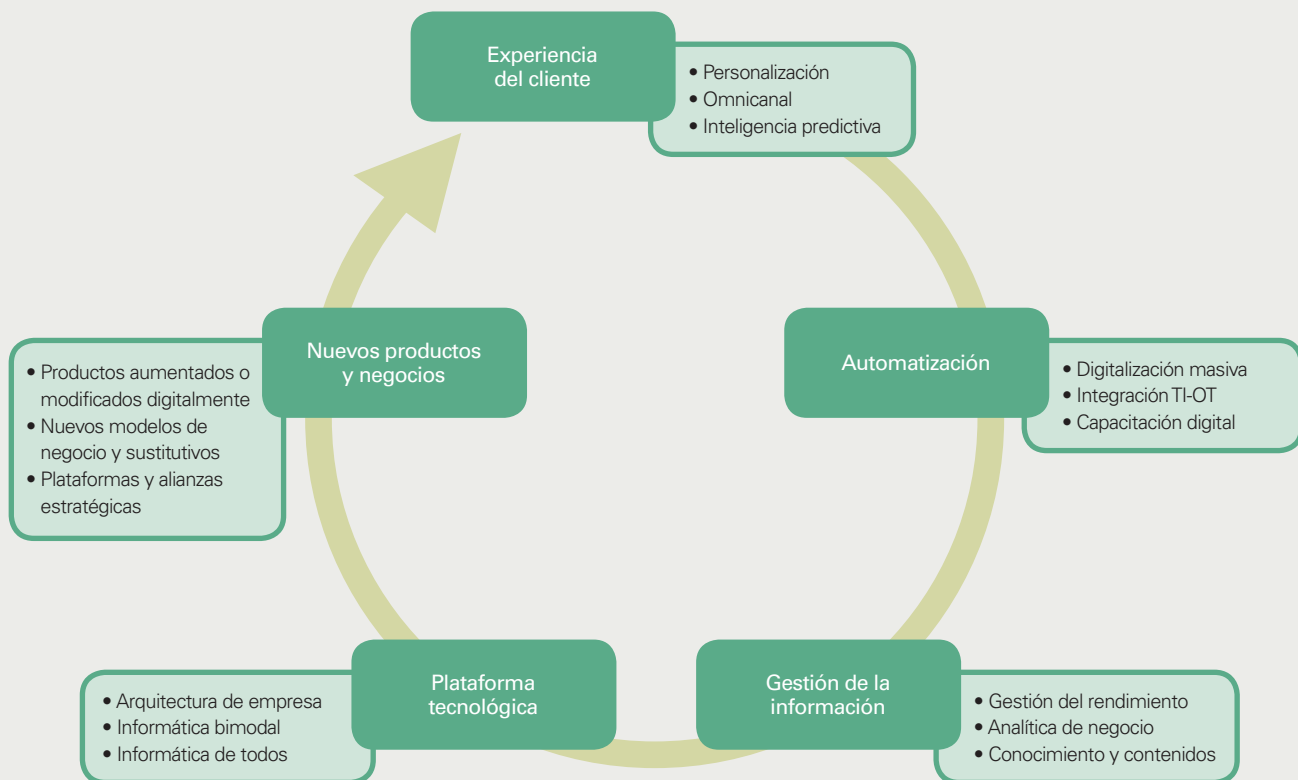 Experiencia
del cliente
• Personalización
• Omnicanal
• Inteligencia predictiva
Automatización
• Digitalización masiva
• Integración TI-OT
• Capacitación digital
Gestión de la
información
• Gestión del rendimiento
• Analítica de negocio
• Conocimiento y contenidos
Plataforma
tecnológica
• Arquitectura de empresa
• Informática bimodal
• Informática de todos
Nuevos productos
y negocios
• Productos aumentados o
modificados digitalmente
• Nuevos modelos de
negocio y sustitutivos
• Plataformas y alianzas
estratégicas